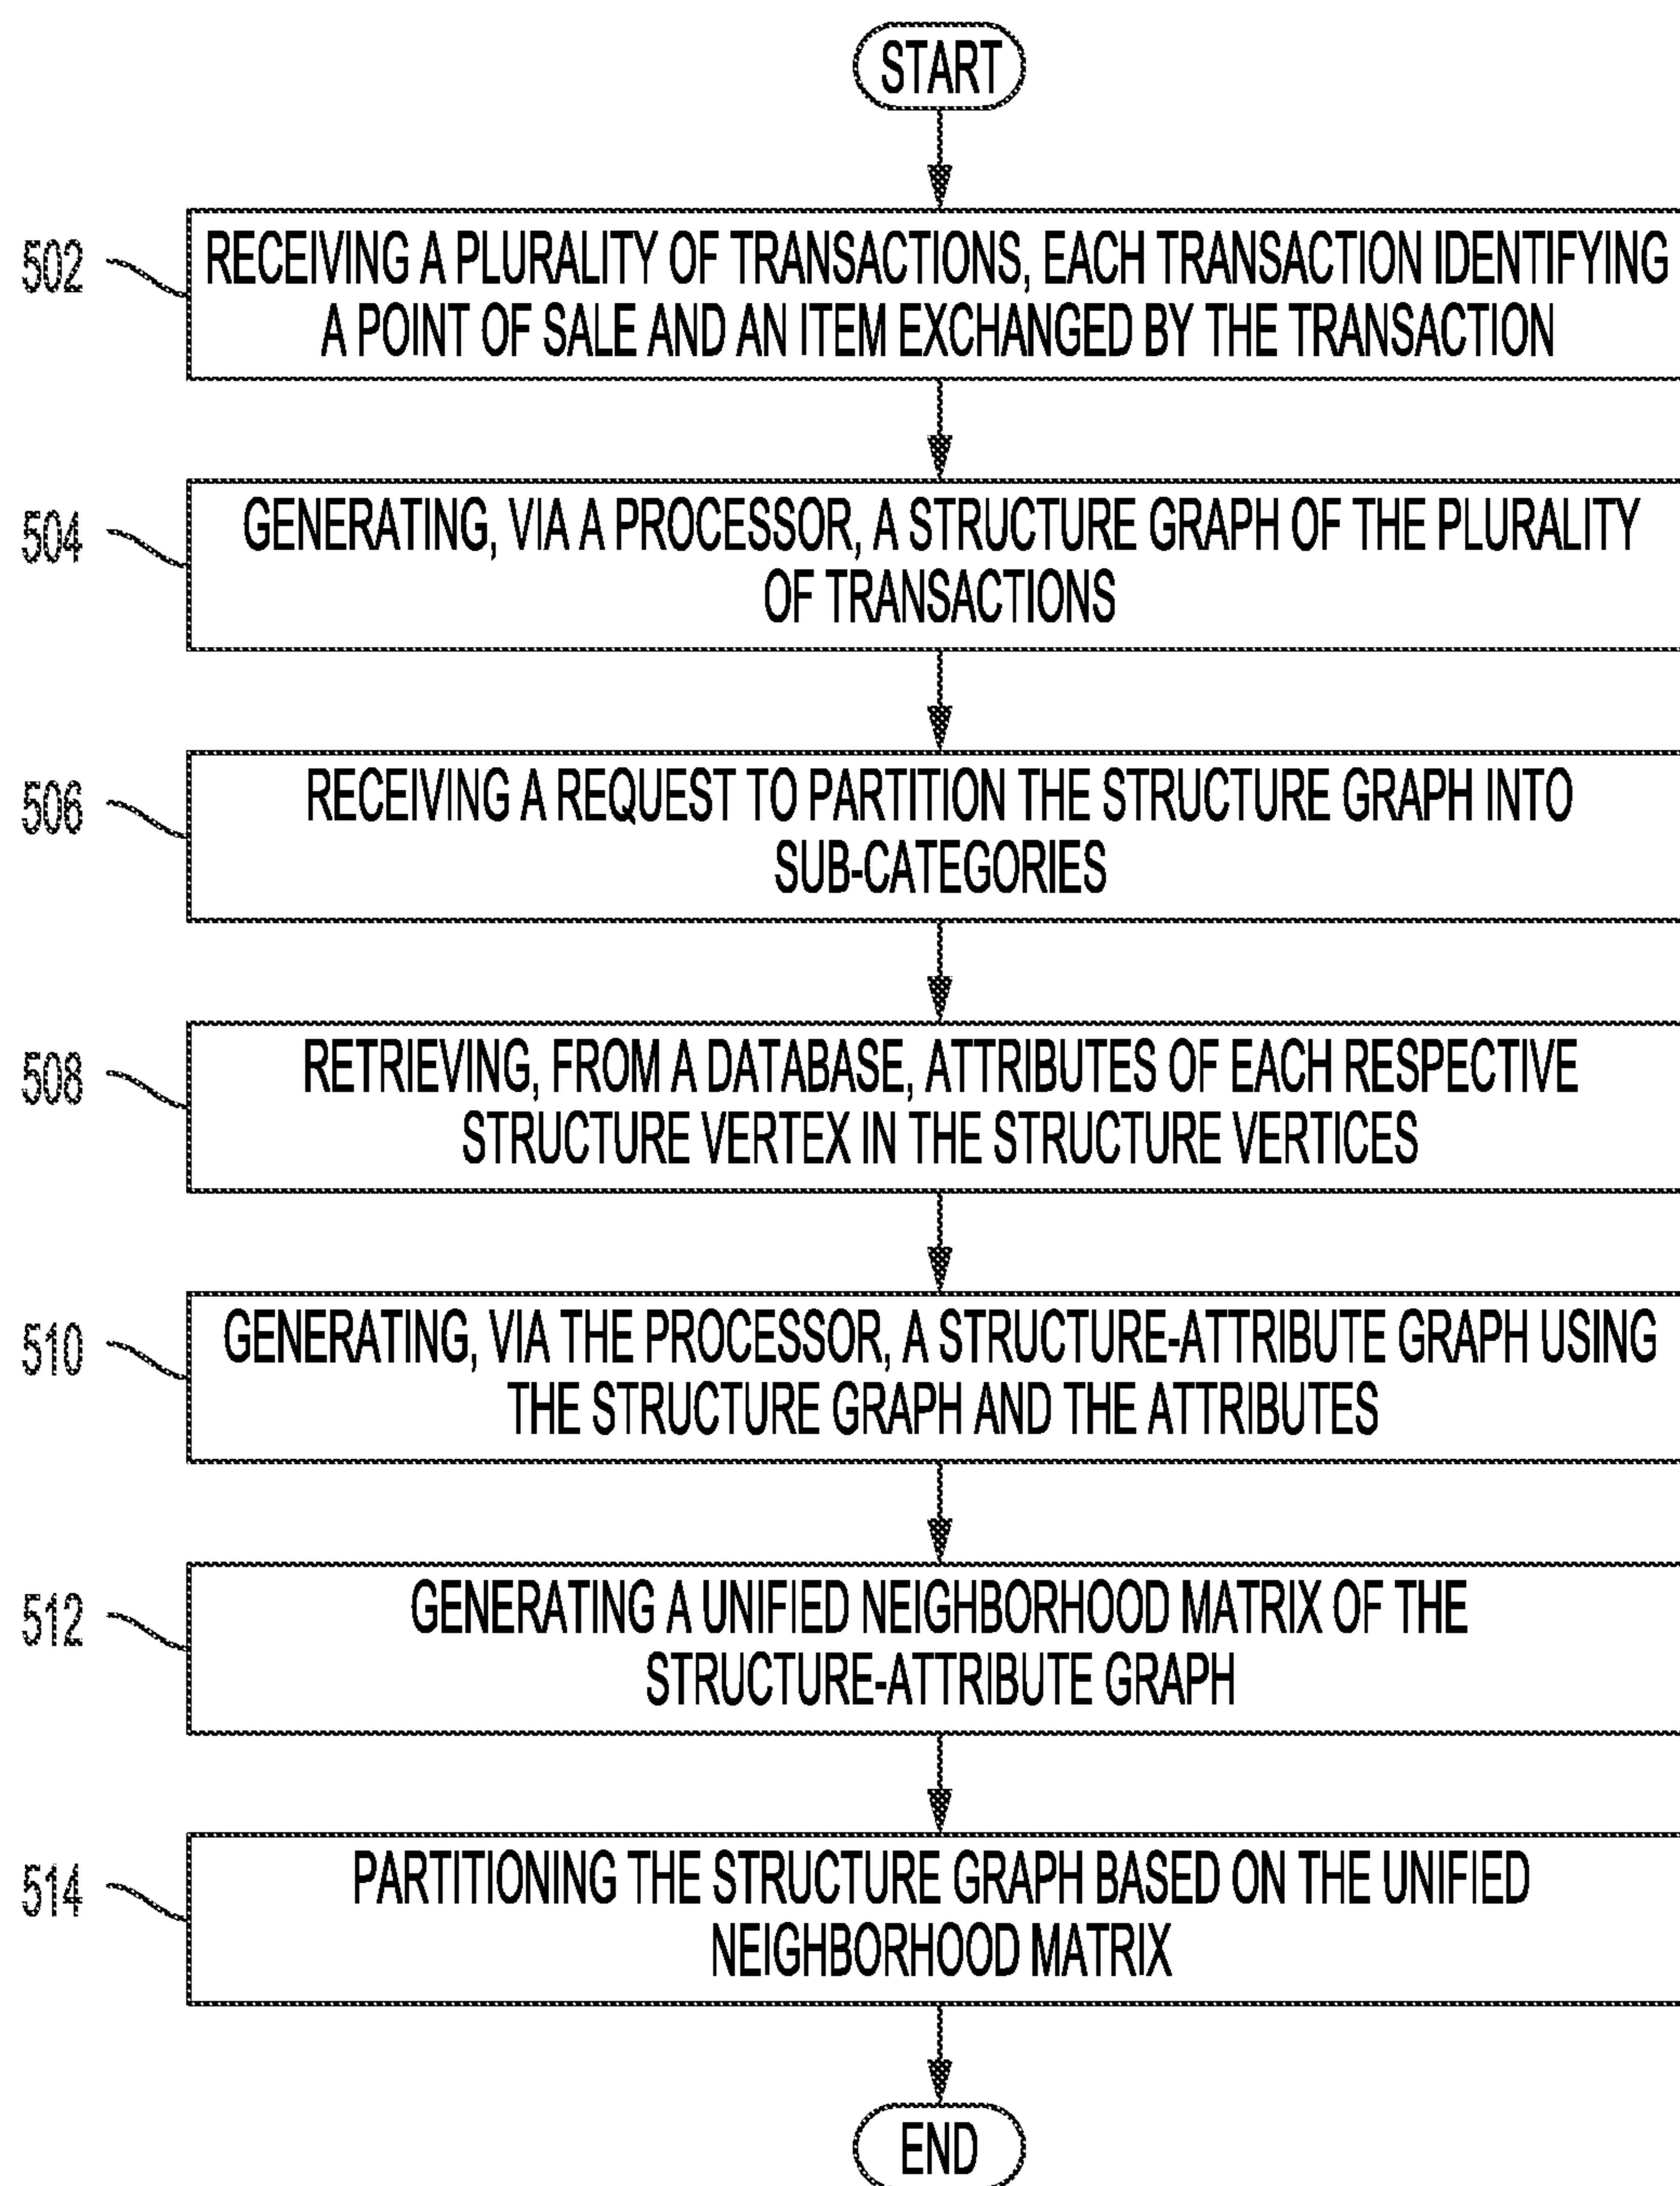 START
502
RECEIVING A PLURALITY OF TRANSACTIONS, EACH TRANSACTION IDENTIFYING
A POINT OF SALE AND AN ITEM EXCHANGED BY THE TRANSACTION
504
GENERATING, VIA A PROCESSOR, A STRUCTURE GRAPH OF THE PLURALITY
OF TRANSACTIONS
506
RECEIVING A REQUEST TO PARTITION THE STRUCTURE GRAPH INTO
SUB-CATEGORIES
508
RETRIEVING, FROM A DATABASE, ATTRIBUTES OF EACH RESPECTIVE
STRUCTURE VERTEX IN THE STRUCTURE VERTICES
510
GENERATING, VIA THE PROCESSOR, A STRUCTURE-ATTRIBUTE GRAPH USING
THE STRUCTURE GRAPH AND THE ATTRIBUTES
512
GENERATING A UNIFIED NEIGHBORHOOD MATRIX OF THE
STRUCTURE-ATTRIBUTE GRAPH
514
PARTITIONING THE STRUCTURE GRAPH BASED ON THE UNIFIED
NEIGHBORHOOD MATRIX
END